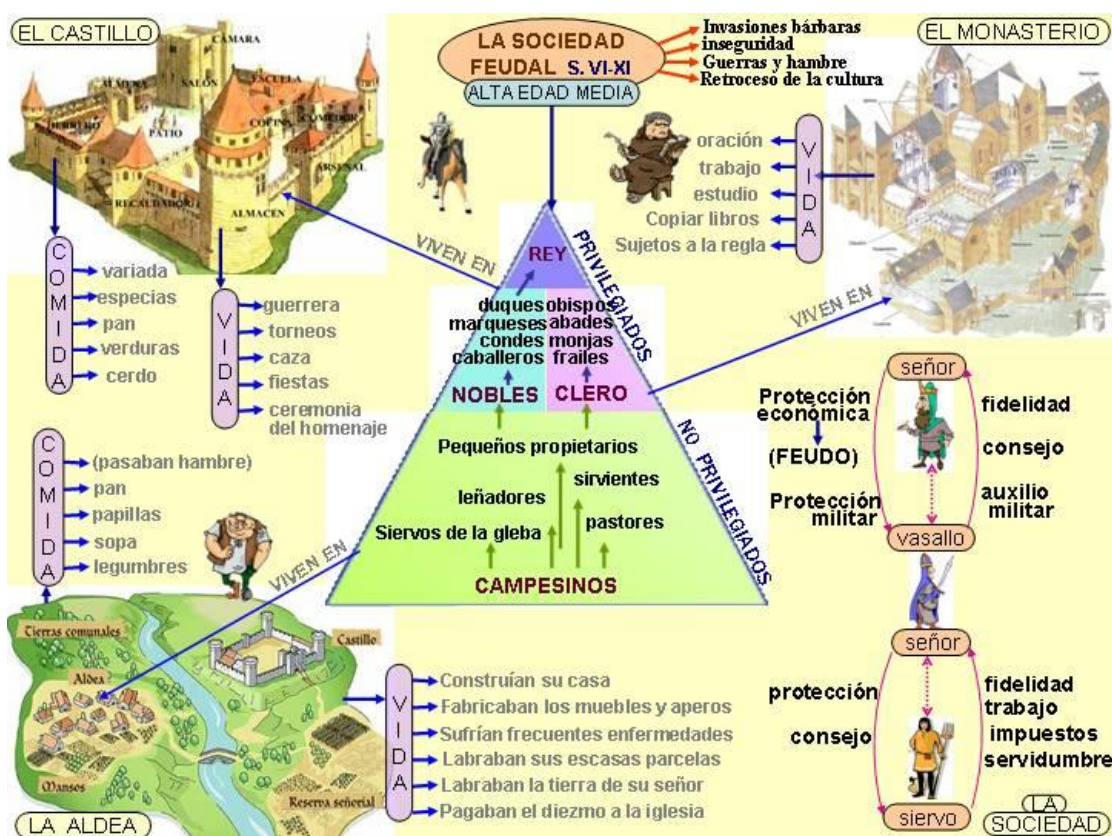 EL CASTILLO
CÁMARA
ALMENA
SALÓN
ESCUELA
HERRERO
PATIO
COCINS
COMEDOR
ARSENAL
RECAUDADOR
ALMACÉN
LA SOCIEDAD
FEUDAL S. VI-XI
ALTA EDAD MEDIA
Invasiones bárbaras
inseguridad
Guerras y hambre
Retroceso de la cultura
EL MONASTERIO
VIDA
oración
trabajo
estudio
Copiar libros
Sujetos a la regla
COMIDA
variada
especias
pan
verduras
cerdo
VIDA
guerrera
torneos
caza
fiestas
ceremonia
del homenaje
VIVEN EN
VIVEN EN
PRIVILEGIADOS
REY
duques
marqueses
condes
caballeros
NOBLES
obispos
abades
monjas
frailes
CLERO
NO PRIVILEGIADOS
Pequeños propietarios
sirvientes
leñadores
Siervos de la gleba
pastores
CAMPESINOS
VIVEN EN
COMIDA
(pasaban hambre)
pan
papillas
sopa
legumbres
Tierras comunales
Castillo
Aldea
Mansos
Reserva señorial
LA ALDEA
VIDA
Construían su casa
Fabricaban los muebles y aperos
Sufrían frecuentes enfermedades
Labraban sus escasas parcelas
Labraban la tierra de su señor
Pagaban el diezmo a la iglesia
señor
Protección
económica
(FEUDO)
Protección
militar
fidelidad
consejo
auxilio
militar
vasallo
señor
protección
consejo
fidelidad
trabajo
impuestos
servidumbre
siervo
LA
SOCIEDAD